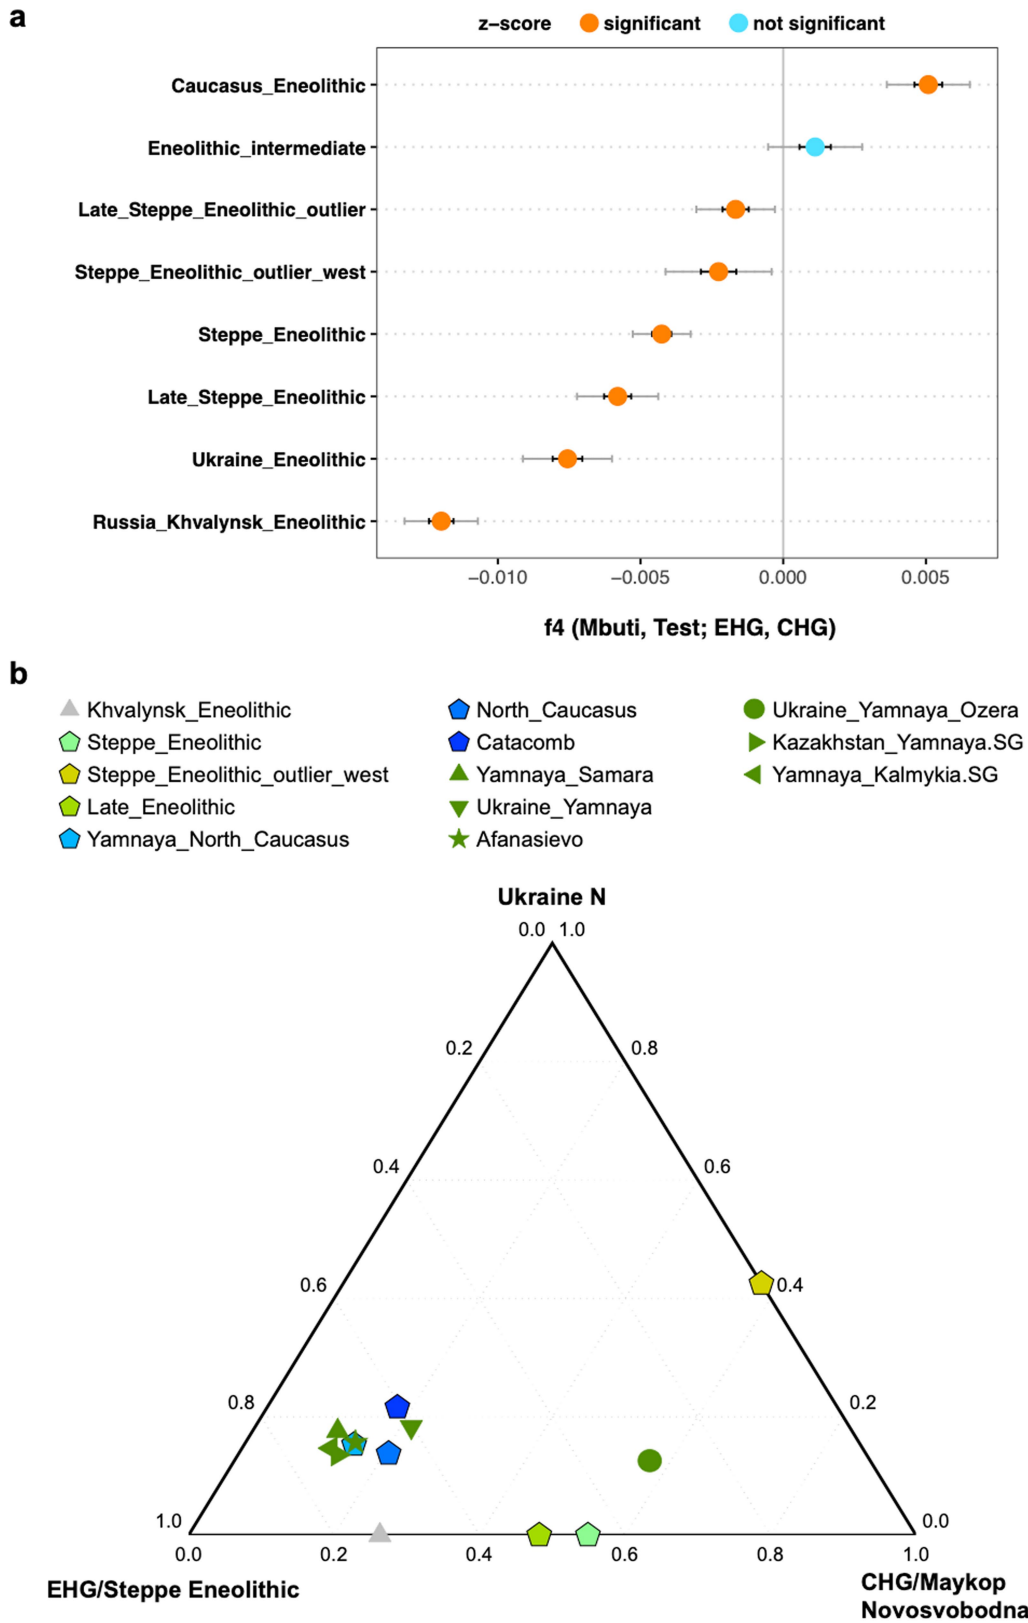 a
z–score significant not significant
Caucasus_Eneolithic
Eneolithic_intermediate
Late_Steppe_Eneolithic_outlier
Steppe_Eneolithic_outlier_west
Steppe_Eneolithic
Late_Steppe_Eneolithic
Ukraine_Eneolithic
Russia_Khvalynsk_Eneolithic
−0.010 −0.005 0.000 0.005
f4 (Mbuti, Test; EHG, CHG)
b
Khvalynsk_Eneolithic North_Caucasus Ukraine_Yamnaya_Ozera
Steppe_Eneolithic Catacomb Kazakhstan_Yamnaya.SG
Steppe_Eneolithic_outlier_west Yamnaya_Samara Yamnaya_Kalmykia.SG
Late_Eneolithic Ukraine_Yamnaya
Yamnaya_North_Caucasus Afanasievo
Ukraine N
0.0 1.0
0.2 0.8
0.4 0.6
0.6 0.4
0.8 0.2
1.0 0.0
0.0 0.2 0.4 0.6 0.8 1.0
EHG/Steppe Eneolithic CHG/Maykop
Novosvobodna